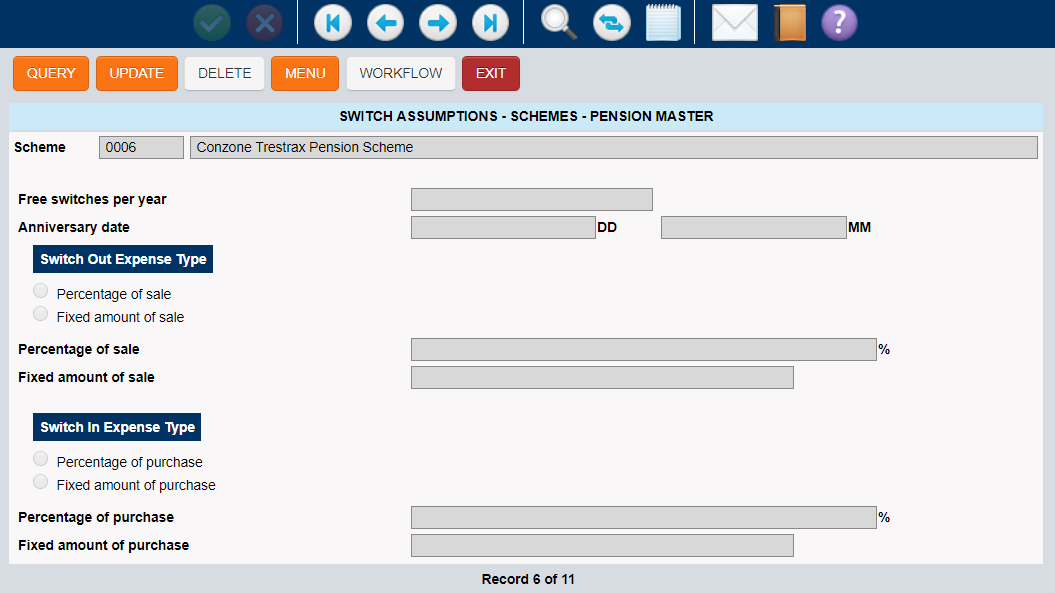 QUERY UPDATE DELETE MENU WORKFLOW EXIT
SWITCH ASSUMPTIONS - SCHEMES - PENSION MASTER
Scheme 0006 Conzone Trestrax Pension Scheme
Free switches per year
Anniversary date DD MM
Switch Out Expense Type
Percentage of sale
Fixed amount of sale
Percentage of sale %
Fixed amount of sale
Switch In Expense Type
Percentage of purchase
Fixed amount of purchase
Percentage of purchase %
Fixed amount of purchase
Record 6 of 11